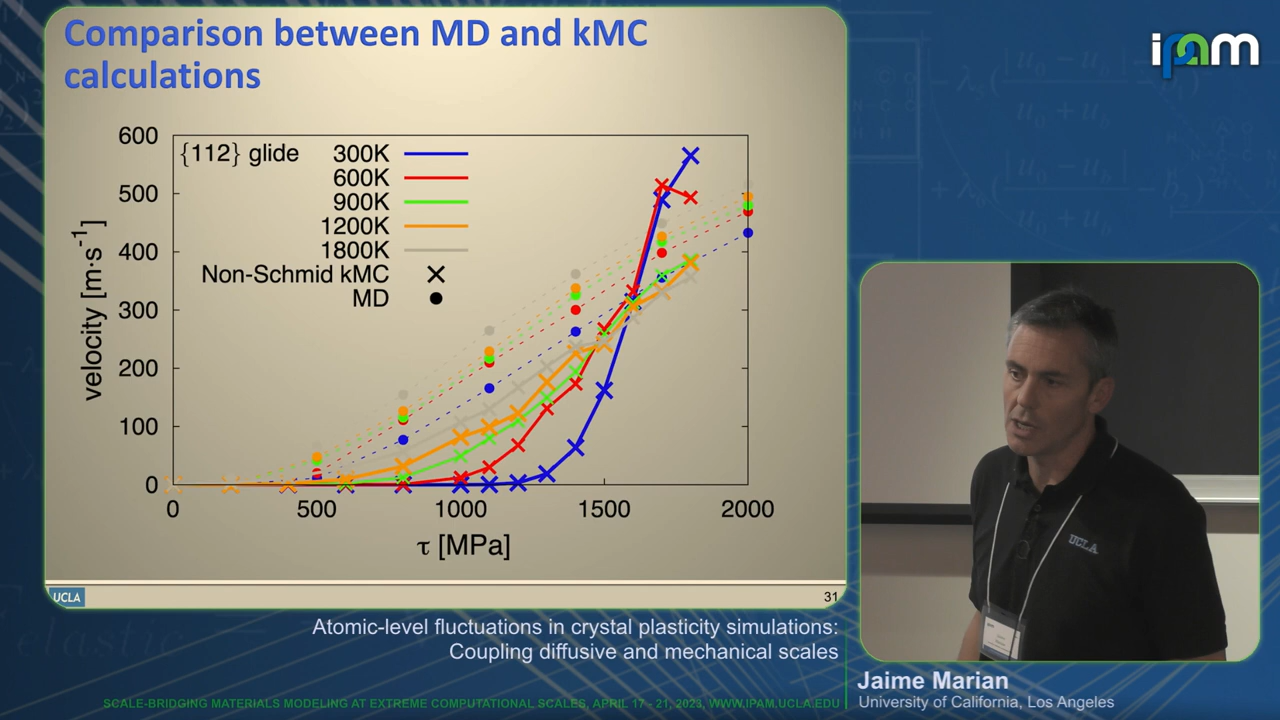 Comparison between MD and kMC
calculations
ipam
600
500
400
300
200
100
0
velocity [m·s⁻¹]
{112} glide
300K
600K
900K
1200K
1800K
Non-Schmid kMC
MD
0
500
1000
1500
2000
τ [MPa]
UCLA
31
UCLA
Atomic-level fluctuations in crystal plasticity simulations:
Coupling diffusive and mechanical scales
Jaime Marian
University of California, Los Angeles
SCALE-BRIDGING MATERIALS MODELING AT EXTREME COMPUTATIONAL SCALES, APRIL 17 - 21, 2023, WWW.IPAM.UCLA.EDU
elastic